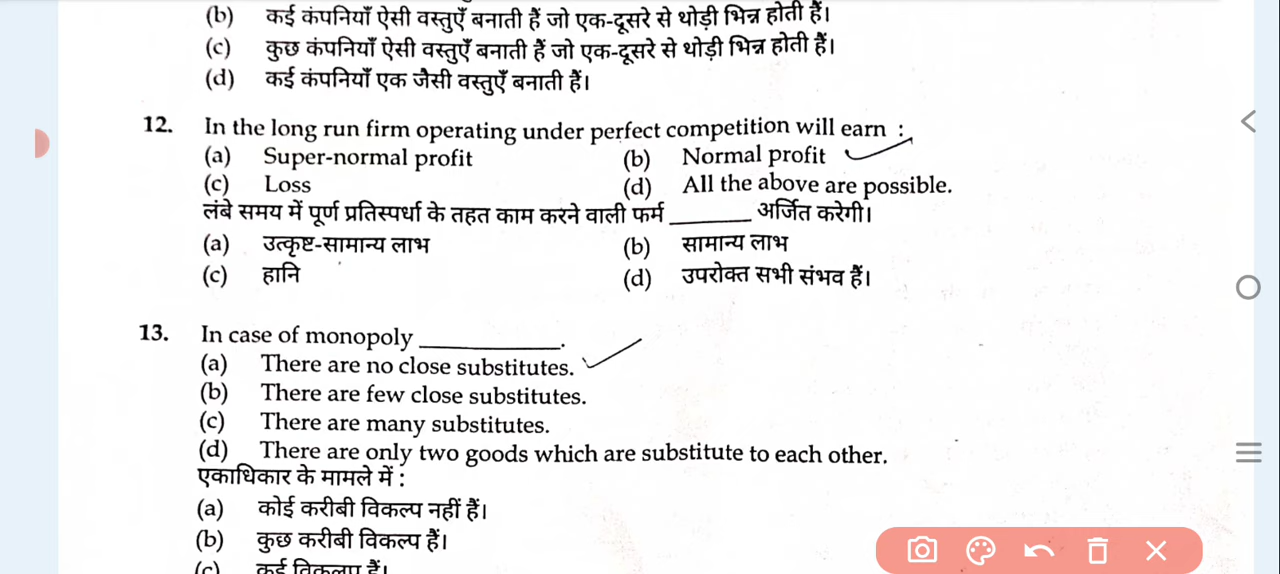 (b) कई कंपनियाँ ऐसी वस्तुएँ बनाती हैं जो एक-दूसरे से थोड़ी भिन्न होती हैं।
(c) कुछ कंपनियाँ ऐसी वस्तुएँ बनाती हैं जो एक-दूसरे से थोड़ी भिन्न होती हैं।
(d) कई कंपनियाँ एक जैसी वस्तुएँ बनाती हैं।
12. In the long run firm operating under perfect competition will earn :
(a) Super-normal profit (b) Normal profit
(c) Loss (d) All the above are possible.
लंबे समय में पूर्ण प्रतिस्पर्धा के तहत काम करने वाली फर्म ________ अर्जित करेगी।
(a) उत्कृष्ट-सामान्य लाभ (b) सामान्य लाभ
(c) हानि (d) उपरोक्त सभी संभव हैं।
13. In case of monopoly ______________.
(a) There are no close substitutes.
(b) There are few close substitutes.
(c) There are many substitutes.
(d) There are only two goods which are substitute to each other.
एकाधिकार के मामले में :
(a) कोई करीबी विकल्प नहीं हैं।
(b) कुछ करीबी विकल्प हैं।
(c) कई विकल्प हैं।